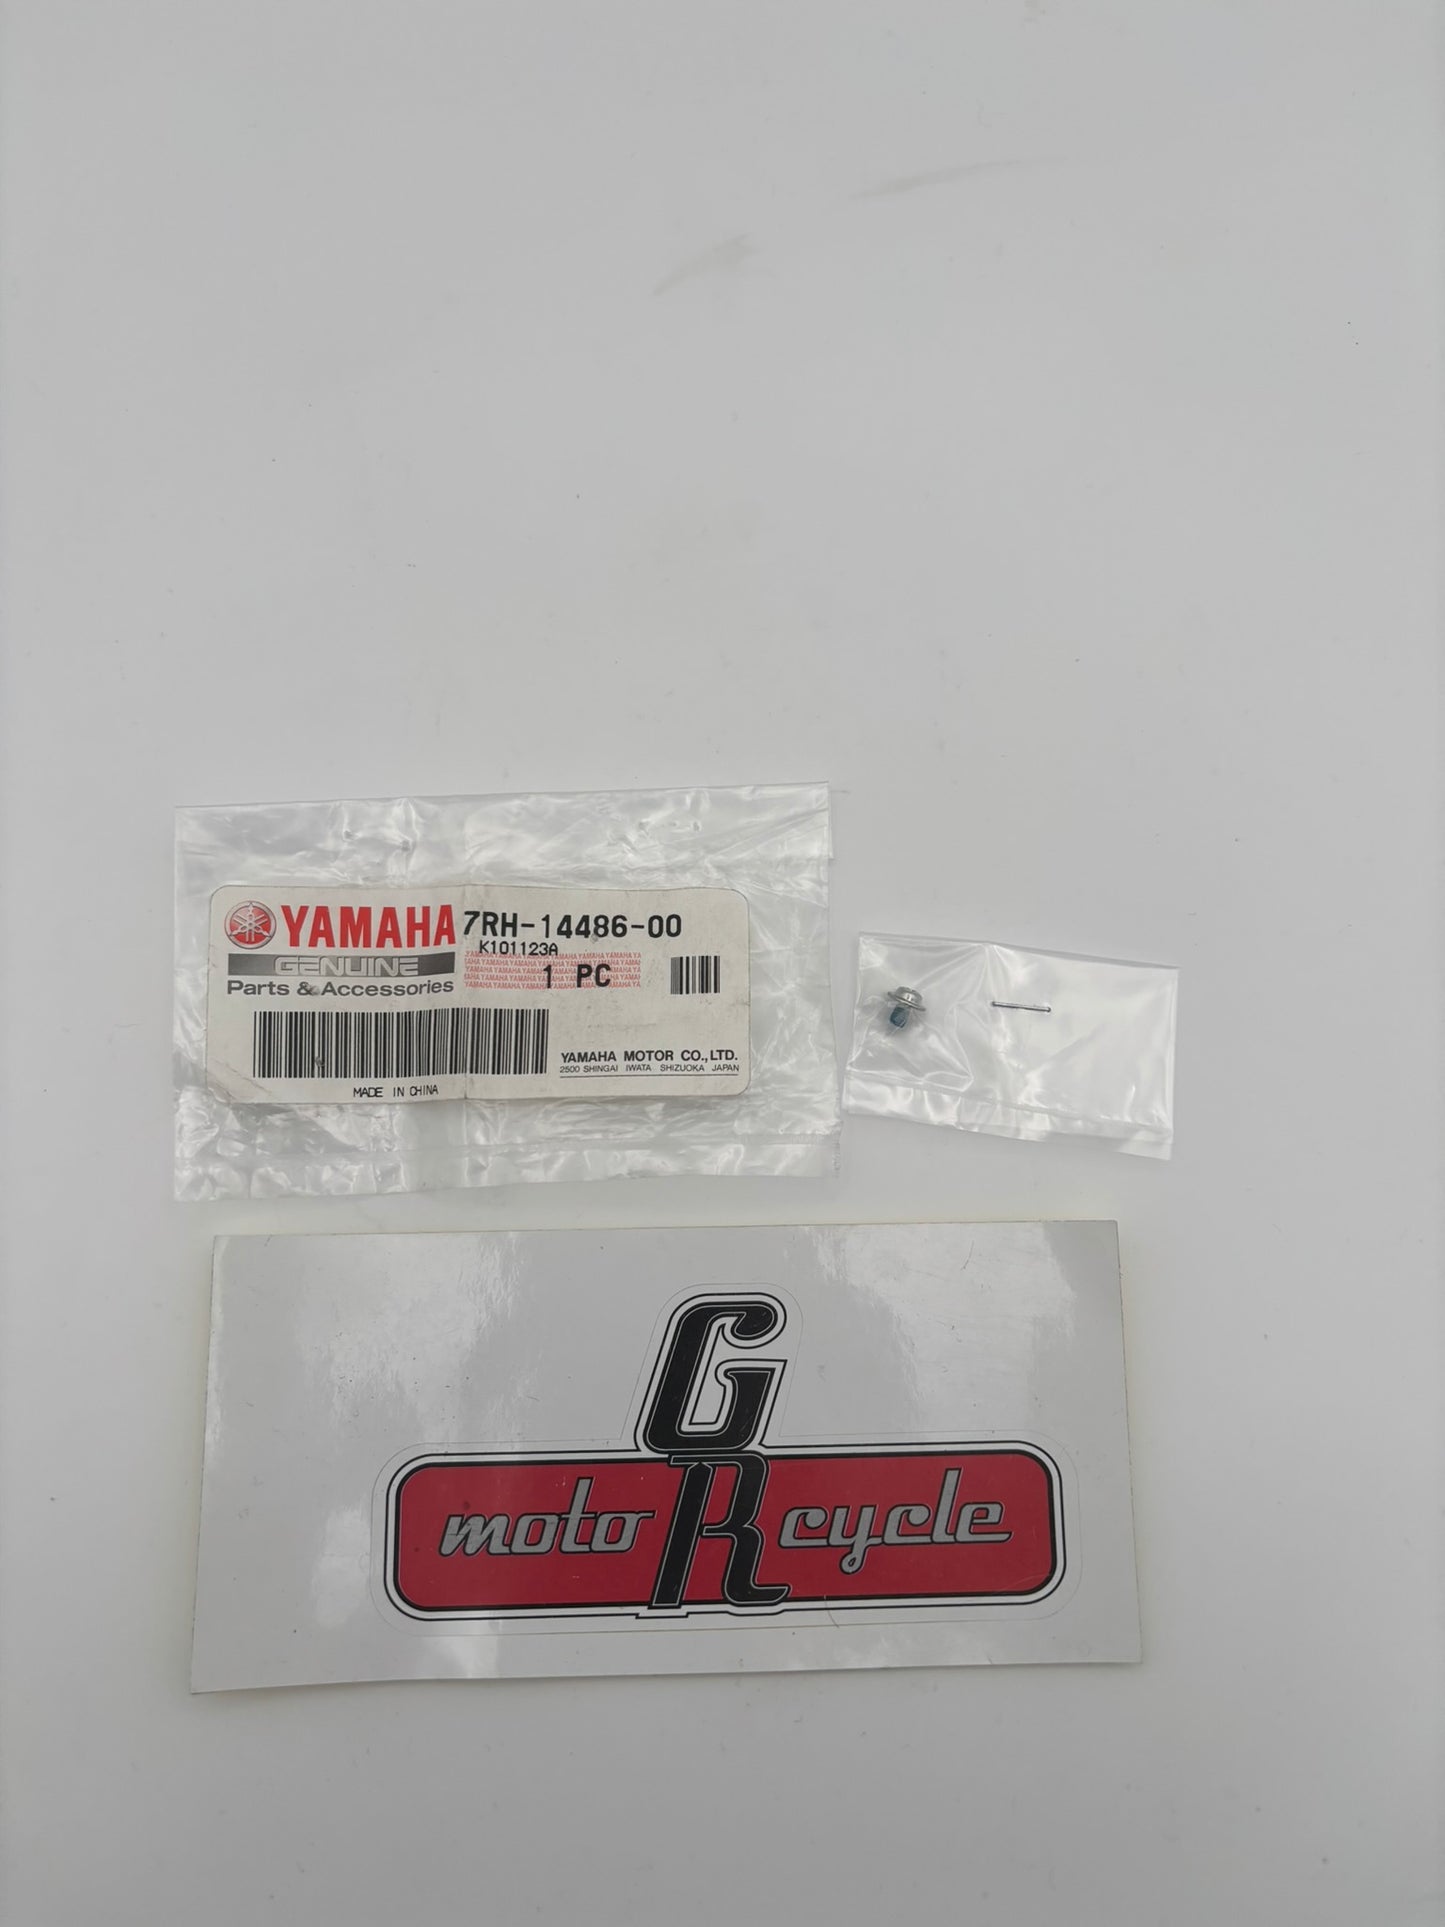 YAMAHA 7RH-14486-00
K101123A
GENUINE
1 PC
Parts & Accessories
YAMAHA MOTOR CO.,LTD.
2500 SHINGAI IWATA SHIZUOKA JAPAN
MADE IN CHINA
GR
moto cycle